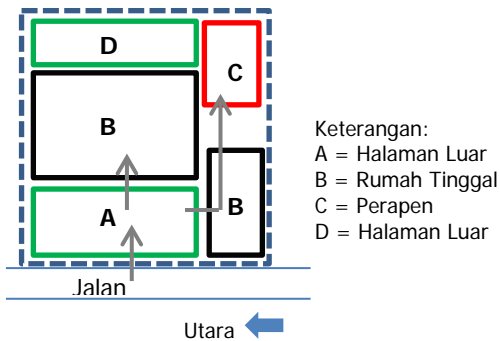 D
C
B
A
B
Keterangan:
A = Halaman Luar
B = Rumah Tinggal
C = Perapen
D = Halaman Luar
Jalan
Utara